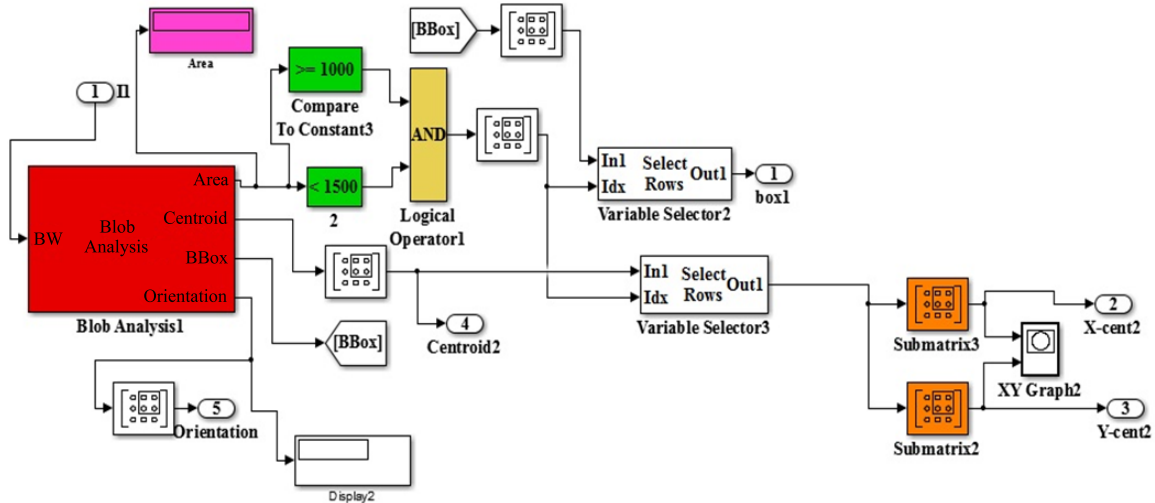 Area
1
I1
>= 1000
Compare
To Constant3
< 1500
2
AND
Logical
Operator1
[BBox]
In1
Idx
Select
Rows
Out1
Variable Selector2
1
box1
BW
Blob
Analysis
Area
Centroid
BBox
Orientation
Blob Analysis1
[BBox]
4
Centroid2
In1
Idx
Select
Rows
Out1
Variable Selector3
Submatrix3
2
X-cent2
XY Graph2
Submatrix2
3
Y-cent2
5
Orientation
Display2